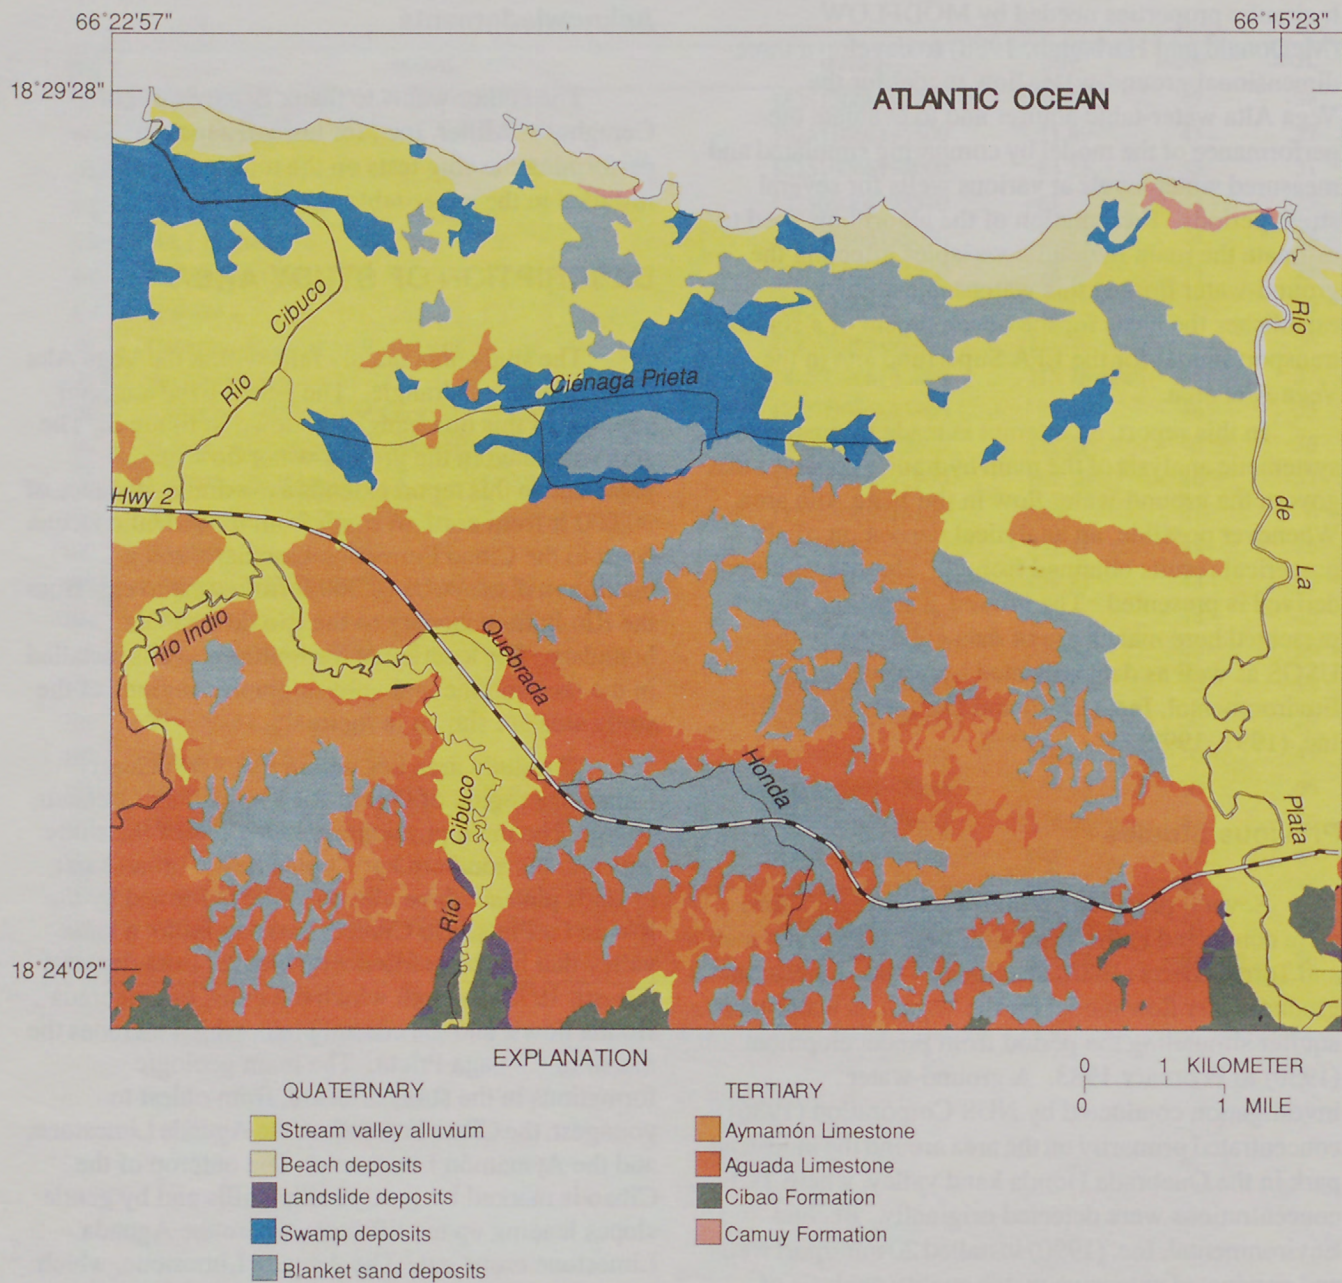 66°22'57"
66°15'23"
18°29'28"
ATLANTIC OCEAN
Río
Cibuco
Río
Ciénaga Prieta
Hwy 2
de
La
Río Indio
Quebrada
Honda
Cibuco
Plata
Río
18°24'02"
EXPLANATION
0 1 KILOMETER
0 1 MILE
QUATERNARY
Stream valley alluvium
Beach deposits
Landslide deposits
Swamp deposits
Blanket sand deposits
TERTIARY
Aymamón Limestone
Aguada Limestone
Cibao Formation
Camuy Formation